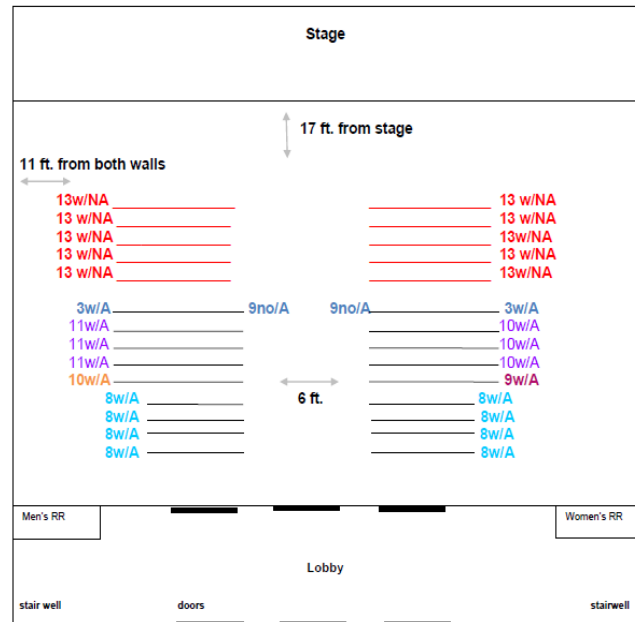 Stage
17 ft. from stage
11 ft. from both walls
13w/NA 13 w/NA
13 w/NA 13 w/NA
13 w/NA 13w/NA
13 w/NA 13 w/NA
13 w/NA 13w/NA
3w/A 9no/A 9no/A 3w/A
11w/A 10w/A
11w/A 10w/A
11w/A 10w/A
10w/A 6 ft. 9w/A
8w/A 8w/A
8w/A 8w/A
8w/A 8w/A
8w/A 8w/A
Men's RR Women's RR
Lobby
stair well doors stairwell